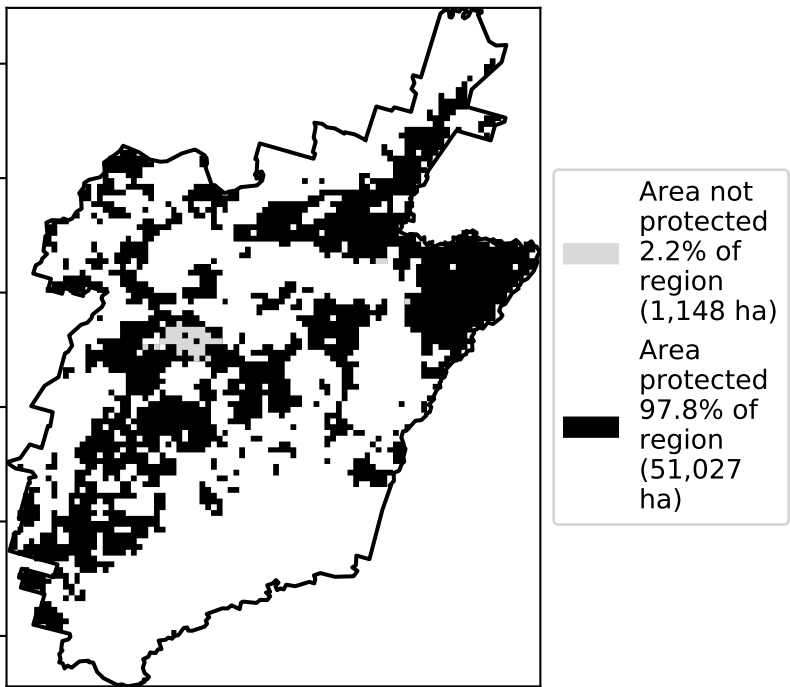 Area not
protected
2.2% of
region
(1,148 ha)
Area
protected
97.8% of
region
(51,027
ha)